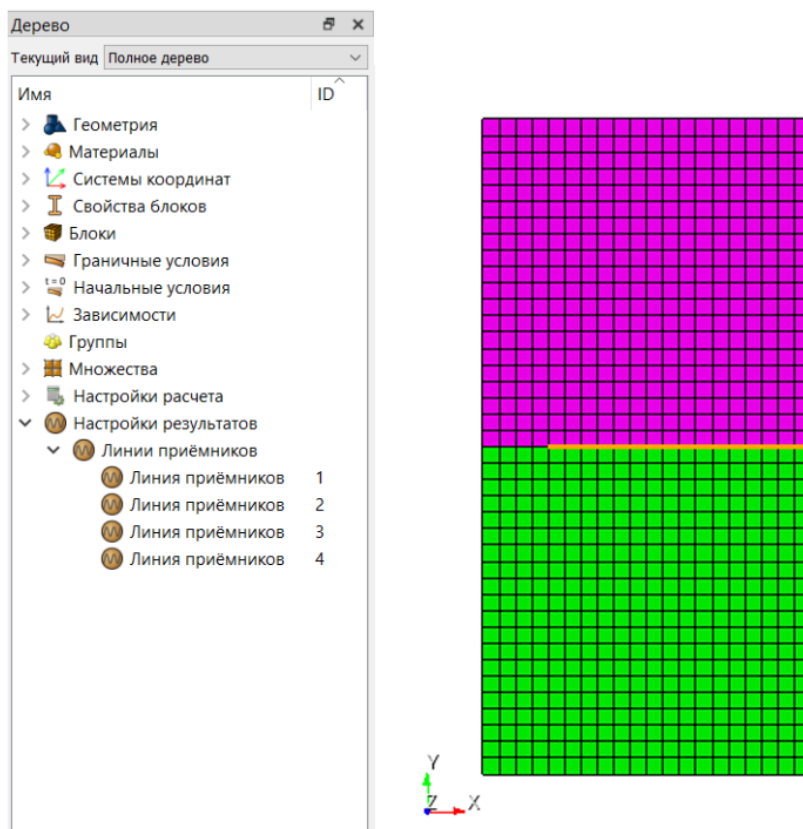 Дерево
Текущий вид Полное дерево
Имя ID
Геометрия
Материалы
Системы координат
Свойства блоков
Блоки
Граничные условия
t=0 Начальные условия
Зависимости
Группы
Множества
Настройки расчета
Настройки результатов
Линии приёмников
Линия приёмников 1
Линия приёмников 2
Линия приёмников 3
Линия приёмников 4
Y
Z X